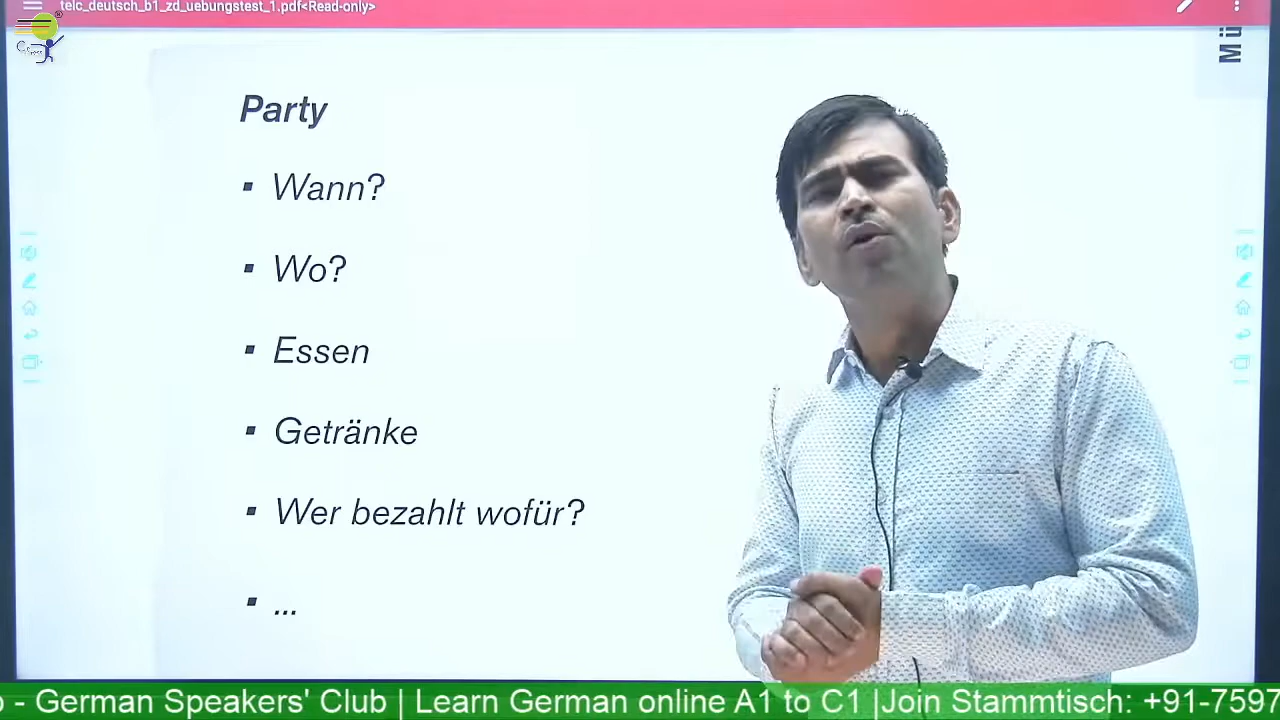 telc_deutsch_b1_zd_uebungstest_1.pdf<Read-only>
Mü
Party
▪ Wann?
▪ Wo?
▪ Essen
▪ Getränke
▪ Wer bezahlt wofür?
▪ ...
- German Speakers' Club | Learn German online A1 to C1 |Join Stammtisch: +91-7597